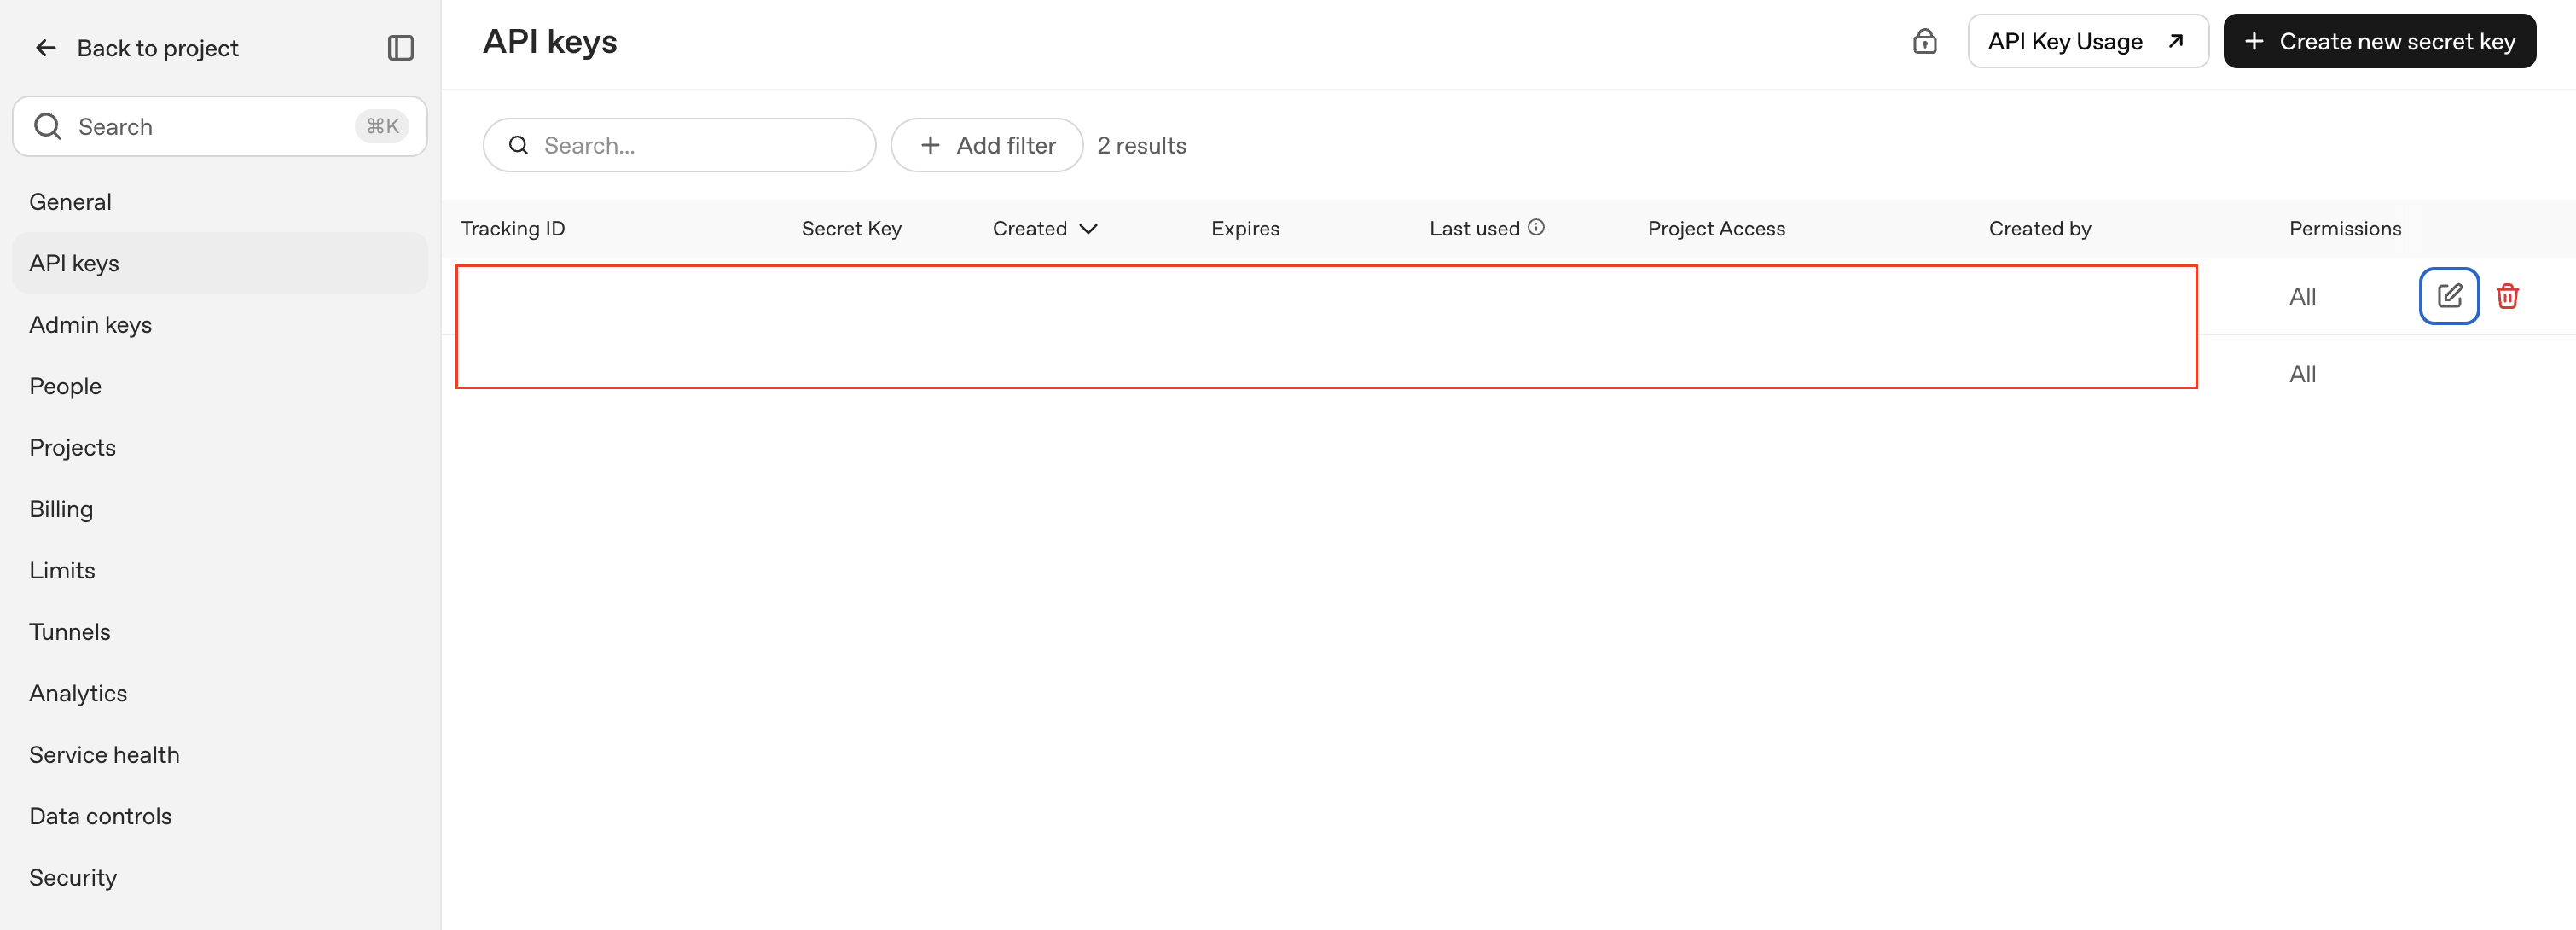 Back to project
Search ⌘K
General
API keys
Admin keys
People
Projects
Billing
Limits
Tunnels
Analytics
Service health
Data controls
Security
API keys
API Key Usage
+ Create new secret key
Search...
+ Add filter
2 results
Tracking ID Secret Key Created Expires Last used Project Access Created by Permissions
All
All